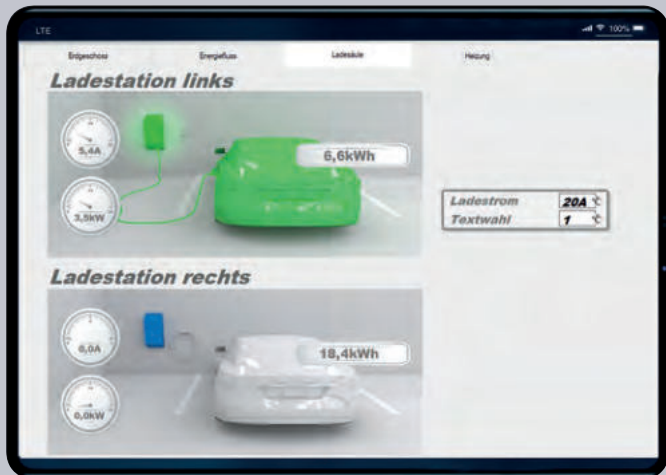 LTE 100%
Erdgeschoss Energiefluss Ladesäule Heizung
Ladestation links
5,4A
6,6kWh
3,5kW
Ladestrom 20A °C
Textwahl 1 °C
Ladestation rechts
6,0A
18,4kWh
0,0kW